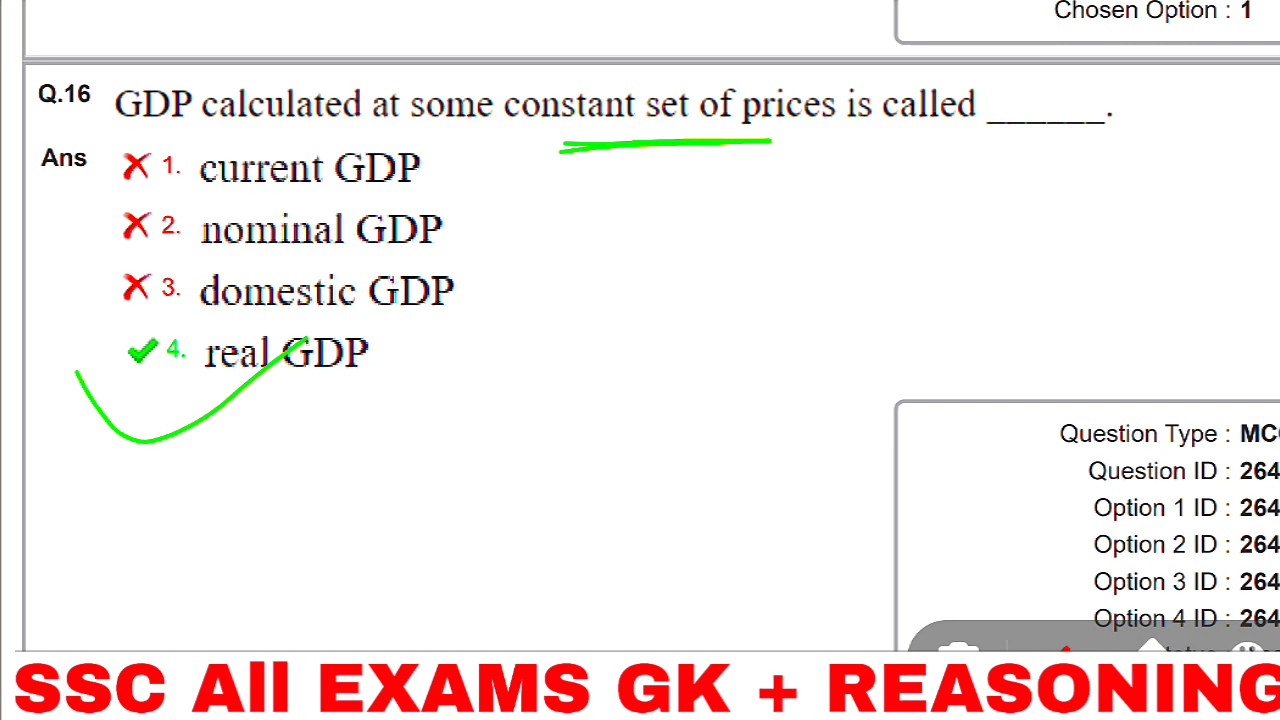 Chosen Option : 1
Q.16 GDP calculated at some constant set of prices is called ______.
Ans 1. current GDP
2. nominal GDP
3. domestic GDP
4. real GDP
Question Type :
Question ID : 264
Option 1 ID : 264
Option 2 ID : 264
Option 3 ID : 264
Option 4 ID : 264
SSC All EXAMS GK + REASONING